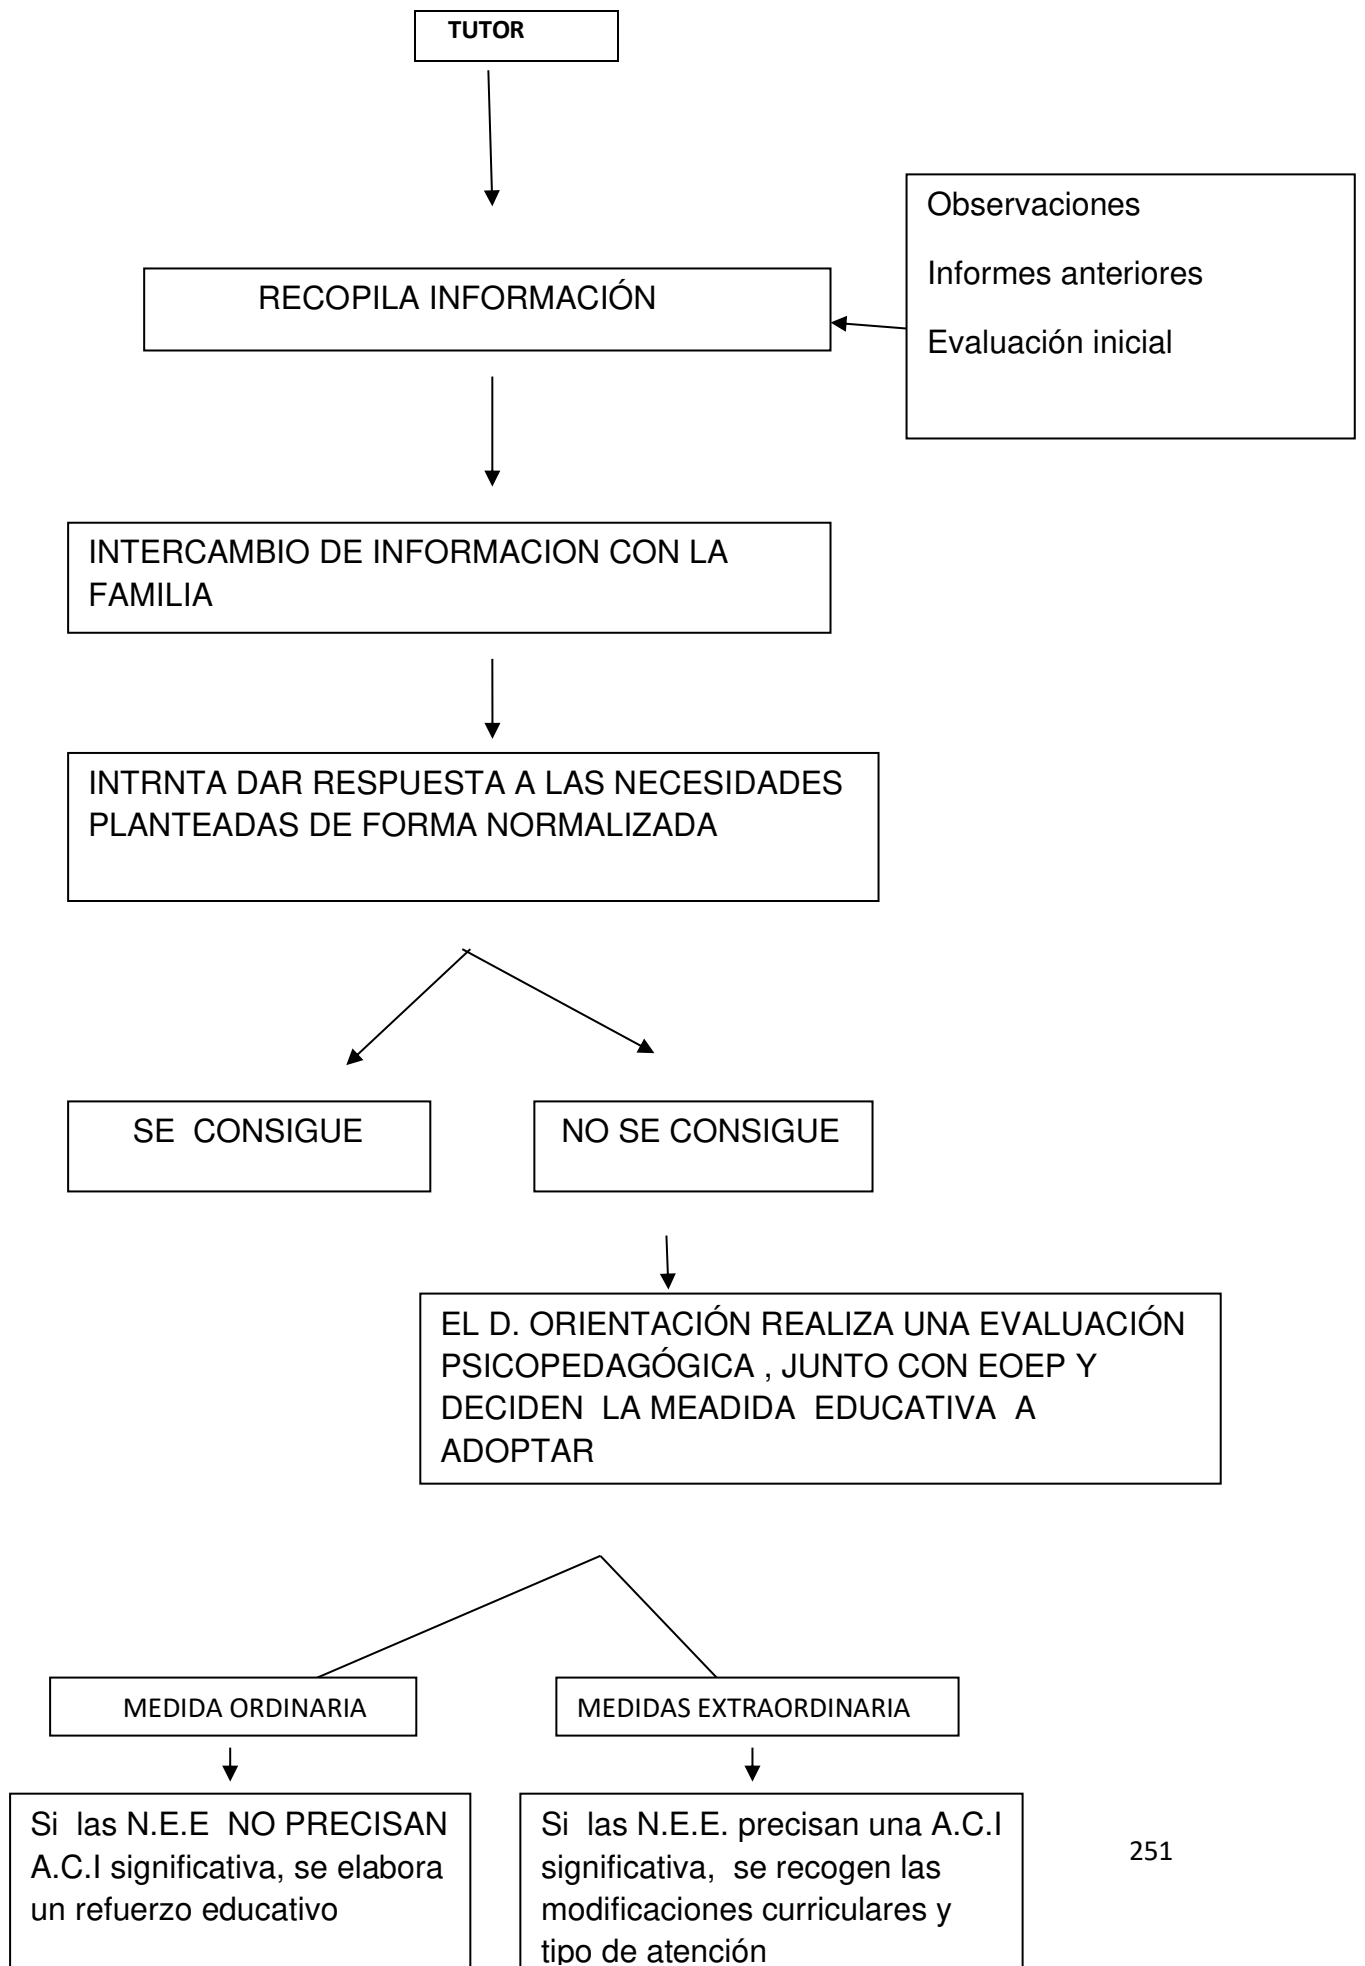 TUTOR
Observaciones
Informes anteriores
Evaluación inicial
RECOPILA INFORMACIÓN
INTERCAMBIO DE INFORMACION CON LA
FAMILIA
INTRNTA DAR RESPUESTA A LAS NECESIDADES
PLANTEADAS DE FORMA NORMALIZADA
SE CONSIGUE
NO SE CONSIGUE
EL D. ORIENTACIÓN REALIZA UNA EVALUACIÓN
PSICOPEDAGÓGICA , JUNTO CON EOEP Y
DECIDEN LA MEADIDA EDUCATIVA A
ADOPTAR
MEDIDA ORDINARIA
MEDIDAS EXTRAORDINARIA
Si las N.E.E NO PRECISAN
A.C.I significativa, se elabora
un refuerzo educativo
Si las N.E.E. precisan una A.C.I
significativa, se recogen las
modificaciones curriculares y
tipo de atención
251